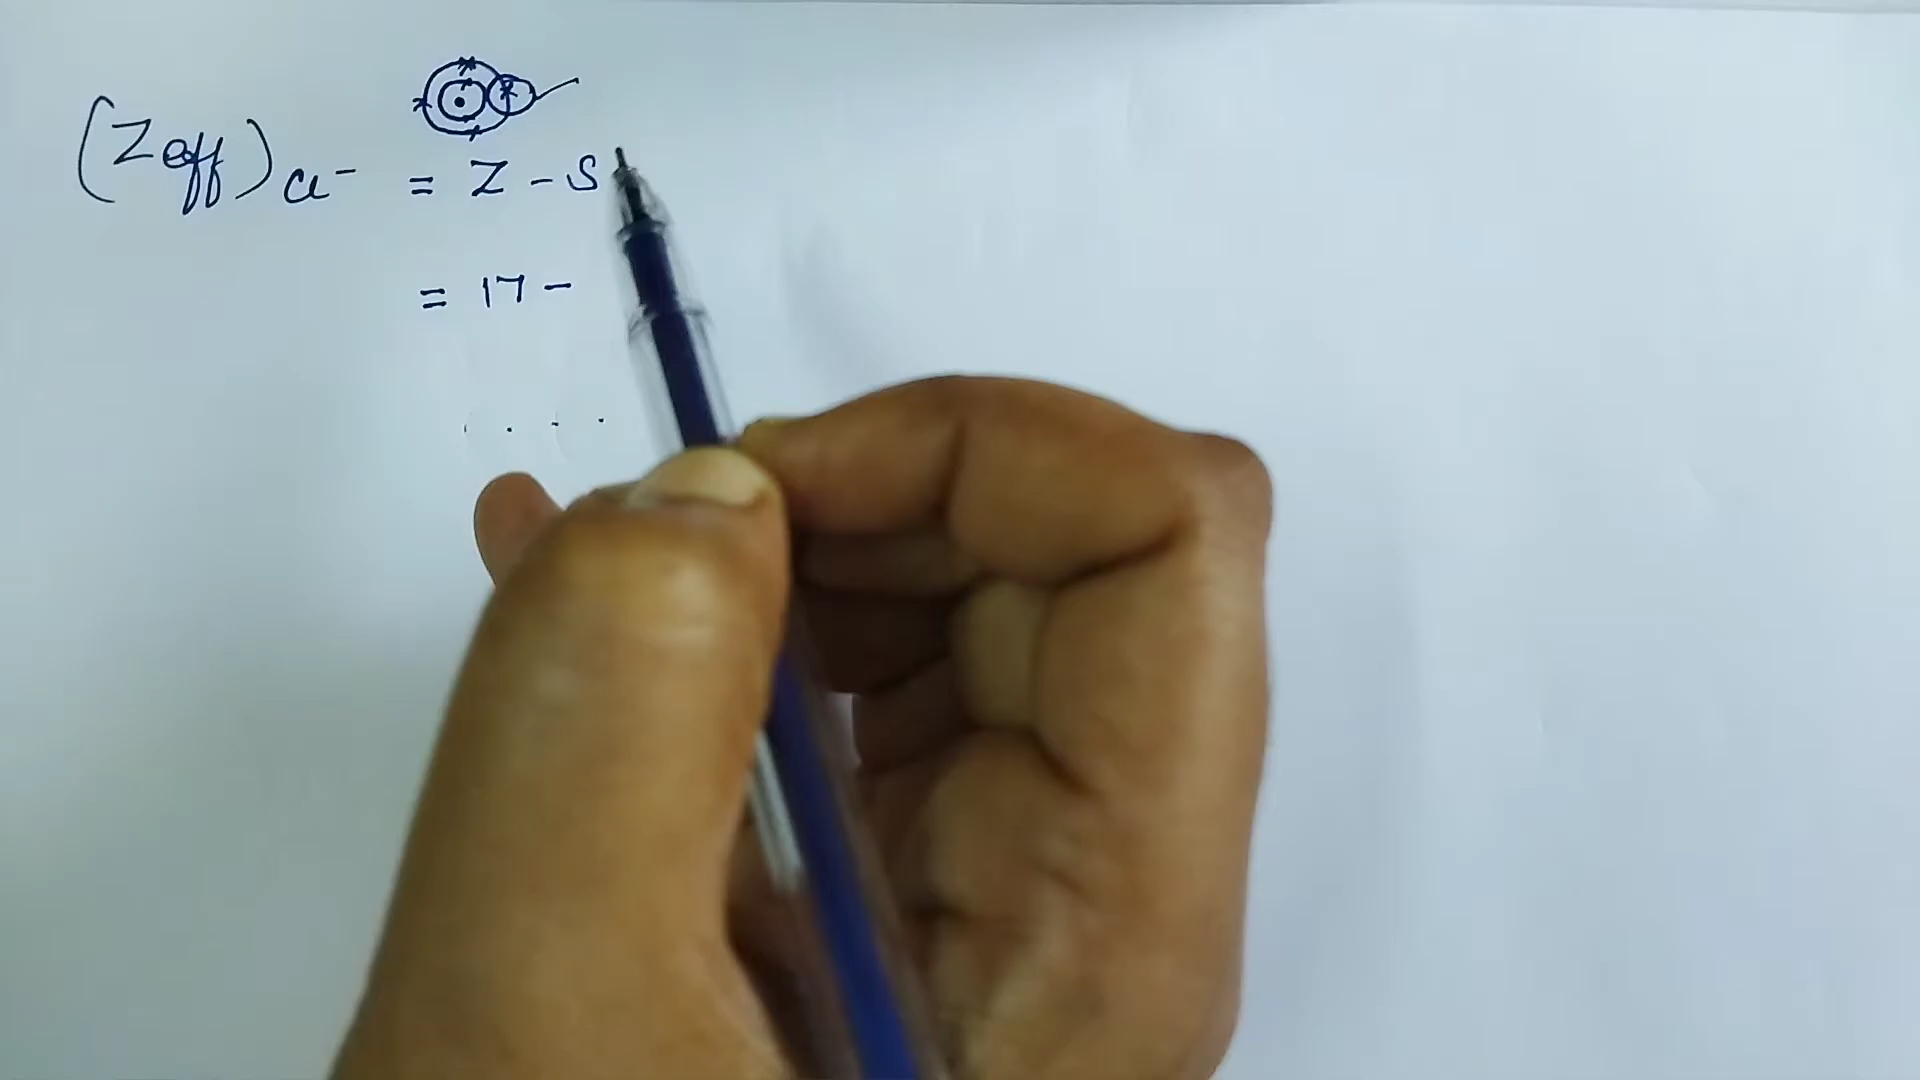 (Zeff)Cl⁻ = Z - S
= 17 -